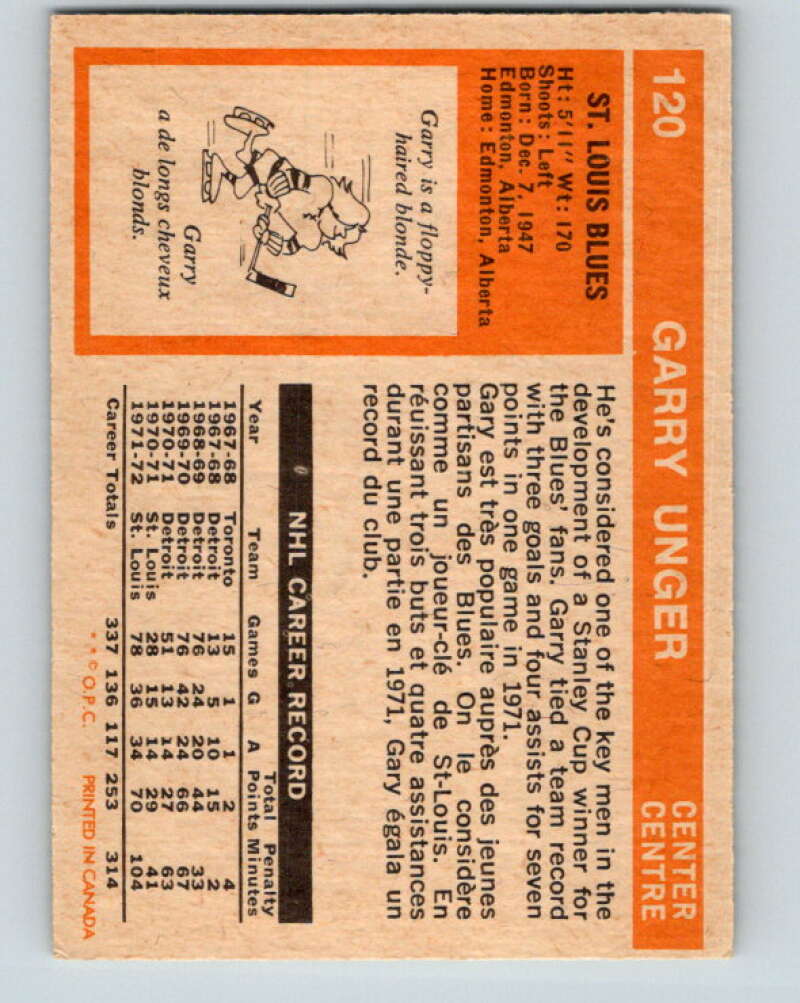 120 GARRY UNGER CENTER
CENTRE
ST. LOUIS BLUES
Ht: 5'11" Wt: 170
Shoots: Left
Born: Dec. 7, 1947
Edmonton, Alberta
Home: Edmonton, Alberta
Garry is a floppy-
haired blonde.
Garry
a de longs cheveux
blonds.
He's considered one of the key men in the
development of a Stanley Cup winner for
the Blues' fans. Garry tied a team record
with three goals and four assists for seven
points in one game in 1971.
Gary est très populaire auprès des jeunes
partisans des Blues. On le considère
comme un joueur-clé de St-Louis. En
réuissant trois buts et quatre assistances
durant une partie en 1971, Gary égala un
record du club.
NHL CAREER RECORD
Total Penalty
Year Team Games G A Points Minutes
1967-68 Toronto 15 1 1 2 4
1967-68 Detroit 13 5 10 15 2
1968-69 Detroit 76 24 20 44 33
1969-70 Detroit 76 42 24 66 67
1970-71 Detroit 51 13 14 27 63
1970-71 St. Louis 28 15 14 29 41
1971-72 St. Louis 78 36 34 70 104
Career Totals 337 136 117 253 314
* * © O.P.C. PRINTED IN CANADA